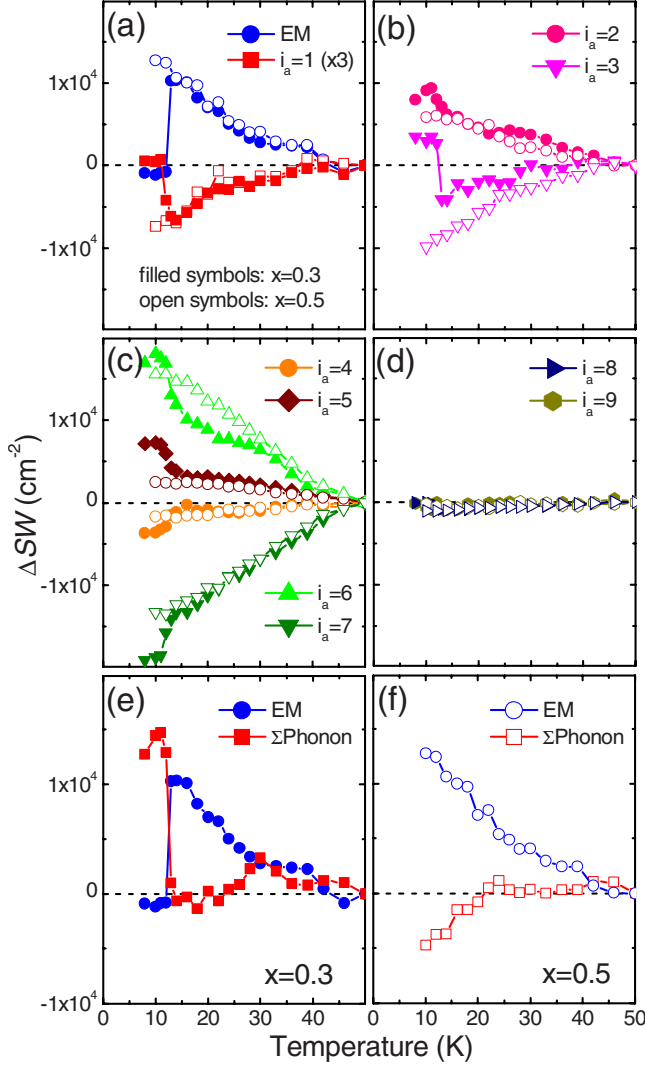 (a)
EM
i_a=1 (x3)
filled symbols: x=0.3
open symbols: x=0.5
1x10^4
0
-1x10^4
(b)
i_a=2
i_a=3
(c)
i_a=4
i_a=5
i_a=6
i_a=7
1x10^4
0
-1x10^4
(d)
i_a=8
i_a=9
ΔSW (cm^-2)
(e)
EM
ΣPhonon
x=0.3
1x10^4
0
-1x10^4
(f)
EM
ΣPhonon
x=0.5
0 10 20 30 40 0 10 20 30 40 50
Temperature (K)